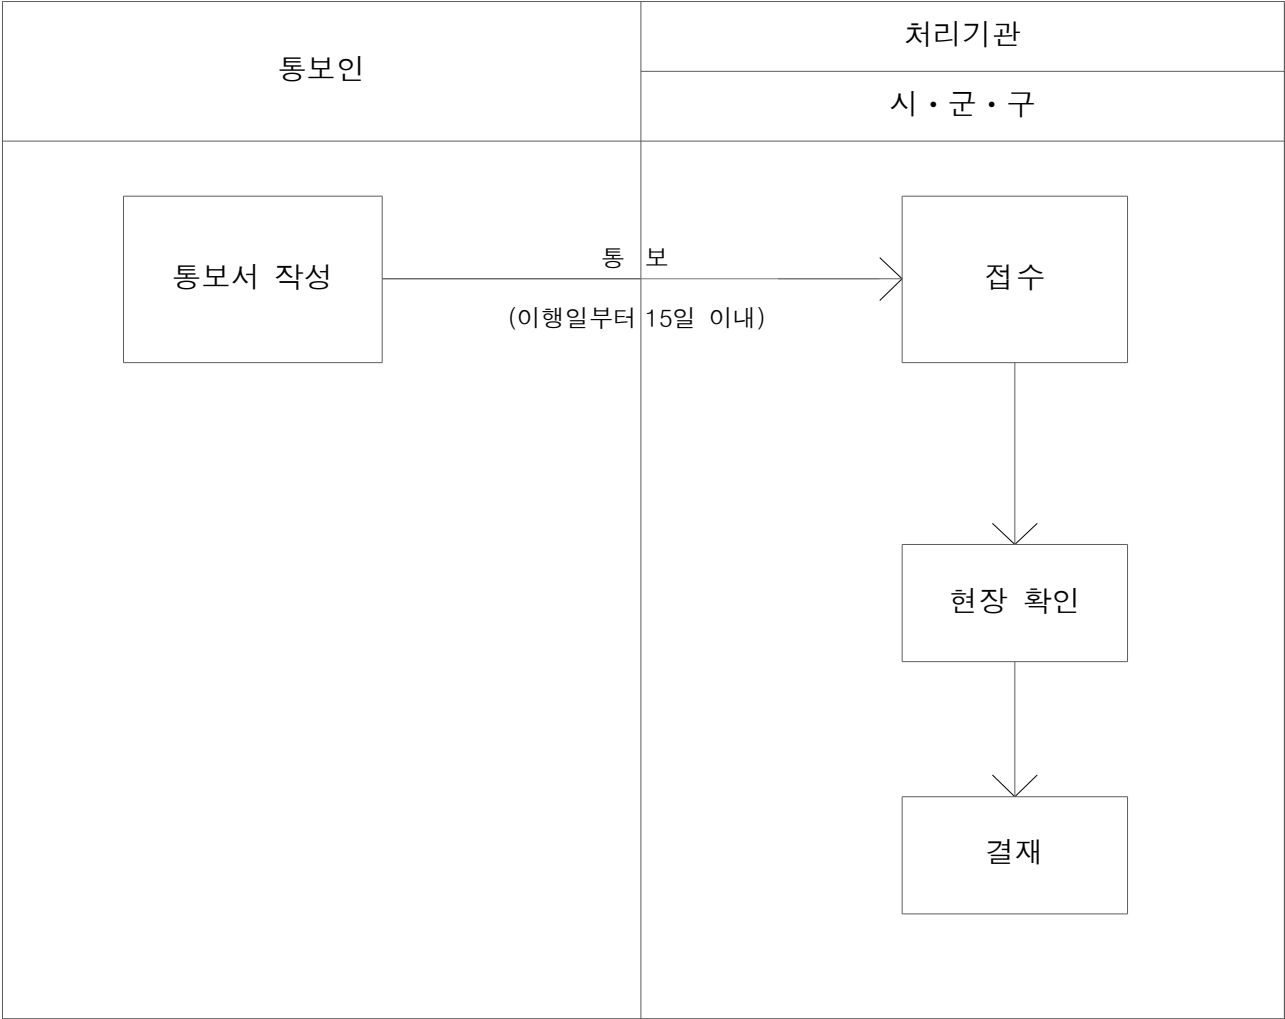 통보인
처리기관
시・군・구
통보서 작성
통 보
(이행일부터 15일 이내)
접수
현장 확인
결재